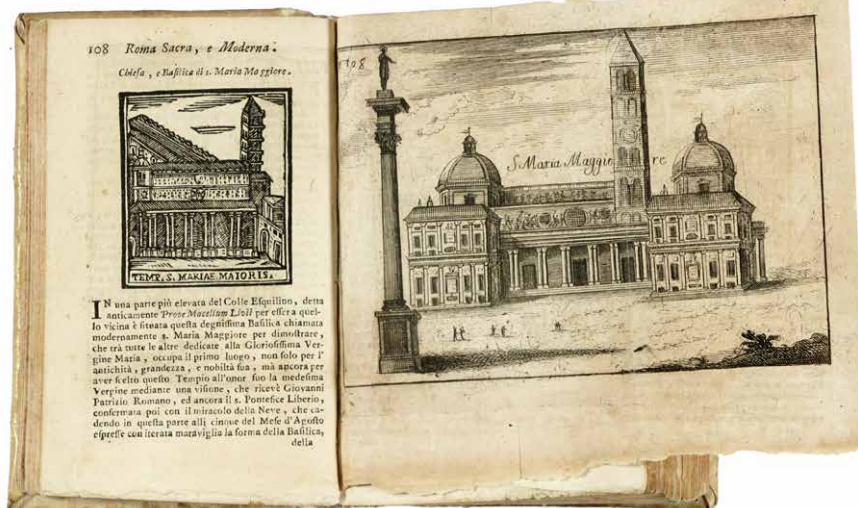 108 Roma Sacra, e Moderna.
Chiesa, e Basilica di s. Maria Maggiore.
TEMP. S. MARIAE MAIORIS.
IN una parte più elevata del Colle Esquilino, detta
anticamente Prope Macellum Livii per esser a quel-
lo vicina è situata questa degnissima Basilica chiamata
modernamente s. Maria Maggiore per dimostrare,
che trà tutte le altre dedicate alla Gloriosissima Ver-
gine Maria, occupa il primo luogo, non solo per l'
antichità, grandezza, e nobiltà sua, mà ancora per
aver scelto questo Tempio all'onor suo la medesima
Vergine mediante una visione, che ricevè Giovanni
Patrizio Romano, ed ancora il s. Pontefice Liberio,
confermata poi con il miracolo della Neve, che ca-
dendo in questa parte alli cinque del Mese d'Agosto
espresse con iterata maraviglia la forma della Basilica,
della
108
S. Maria Maggiore